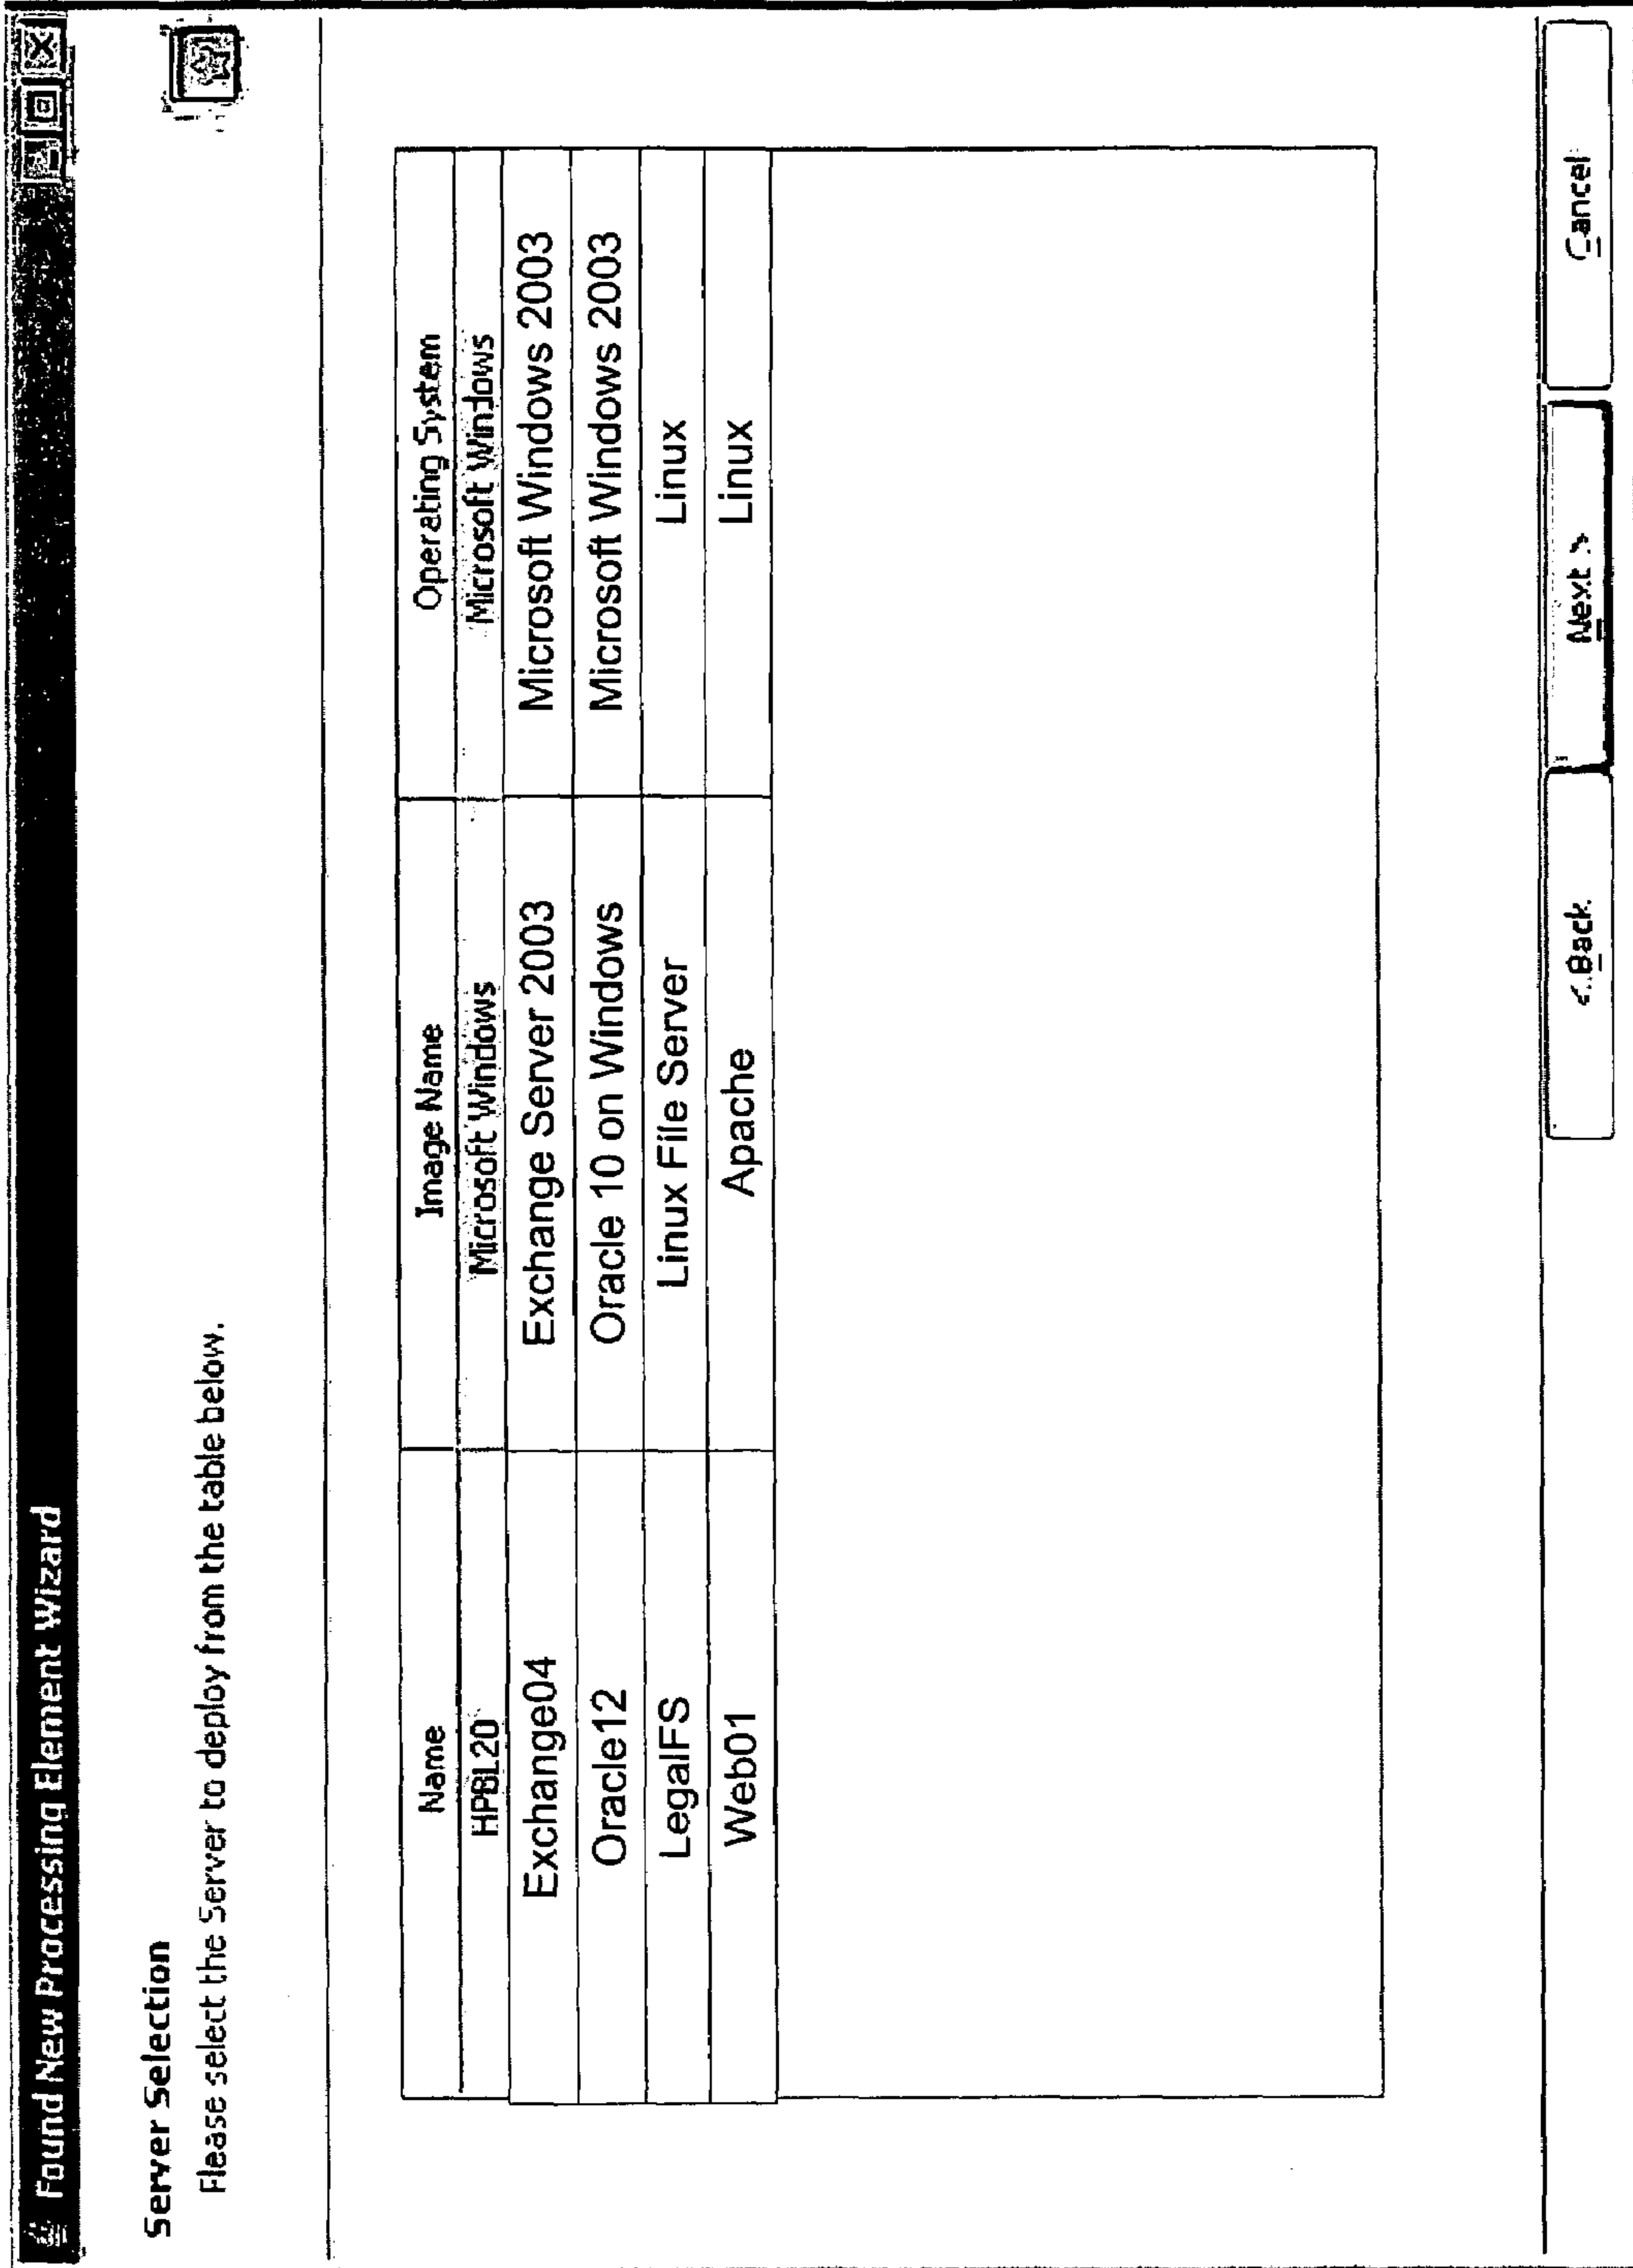 Found New Processing Element Wizard
Server Selection
Please select the Server to deploy from the table below.
Name Image Name Operating System
HPBL20 Microsoft Windows Microsoft Windows
Exchange04 Exchange Server 2003 Microsoft Windows 2003
Oracle12 Oracle 10 on Windows Microsoft Windows 2003
LegalFS Linux File Server Linux
Web01 Apache Linux
< Back Next > Cancel